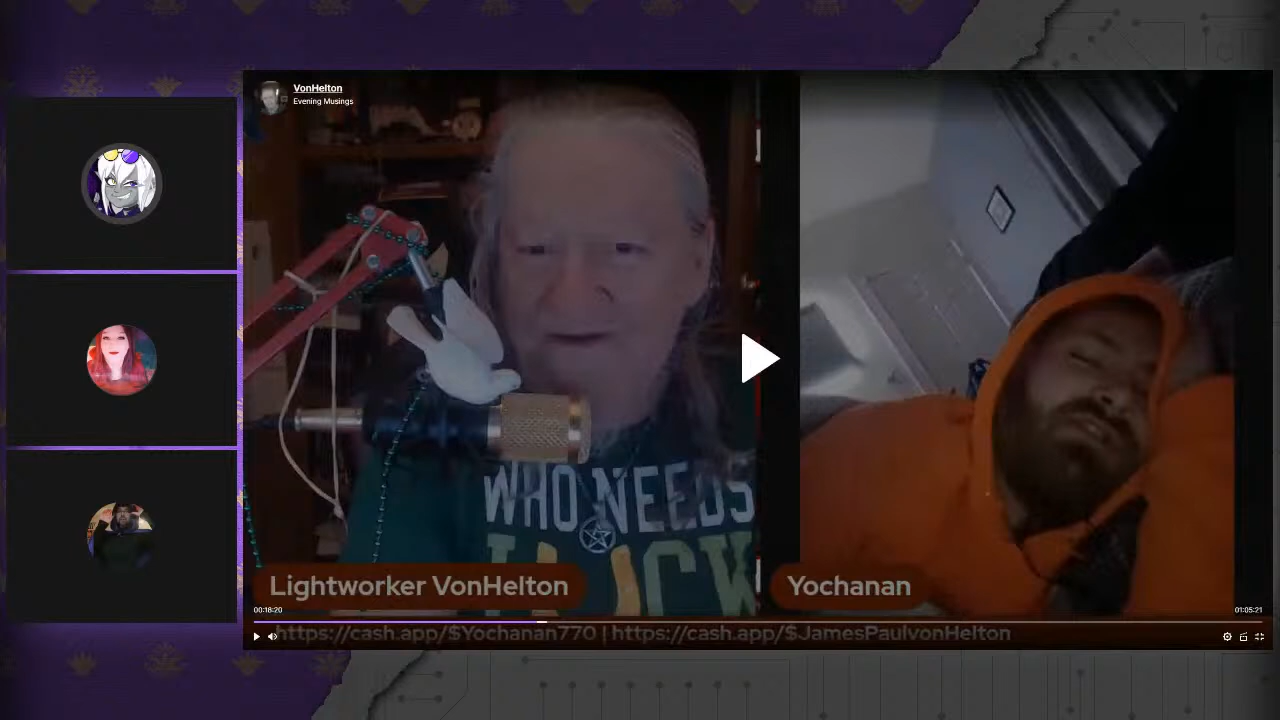 VonHelton
Evening Musings
WHO NEEDS
LUCK
Lightworker VonHelton
Yochanan
00:18:20
01:05:21
https://cash.app/$Yochanan770 | https://cash.app/$JamesPaulvonHelton